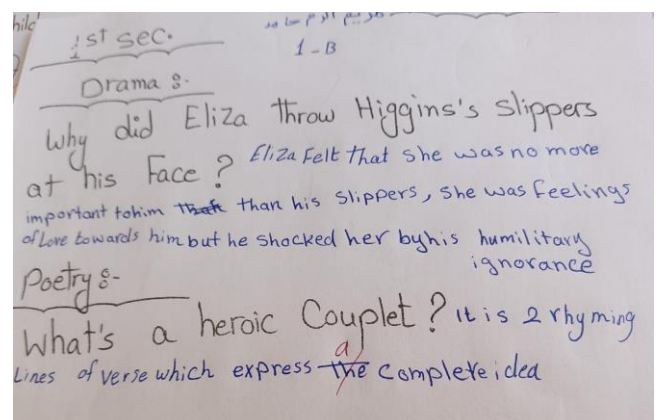 hild
1st sec.
1-B
Drama :-
Why did Eliza throw Higgins's slippers
at his Face ? Eliza Felt that she was no more
important to him than his slippers, she was feelings
of Love towards him but he shocked her by his humilitary
ignorance
Poetry :-
What's a heroic Couplet ? it is 2 rhyming
Lines of verse which express a complete idea